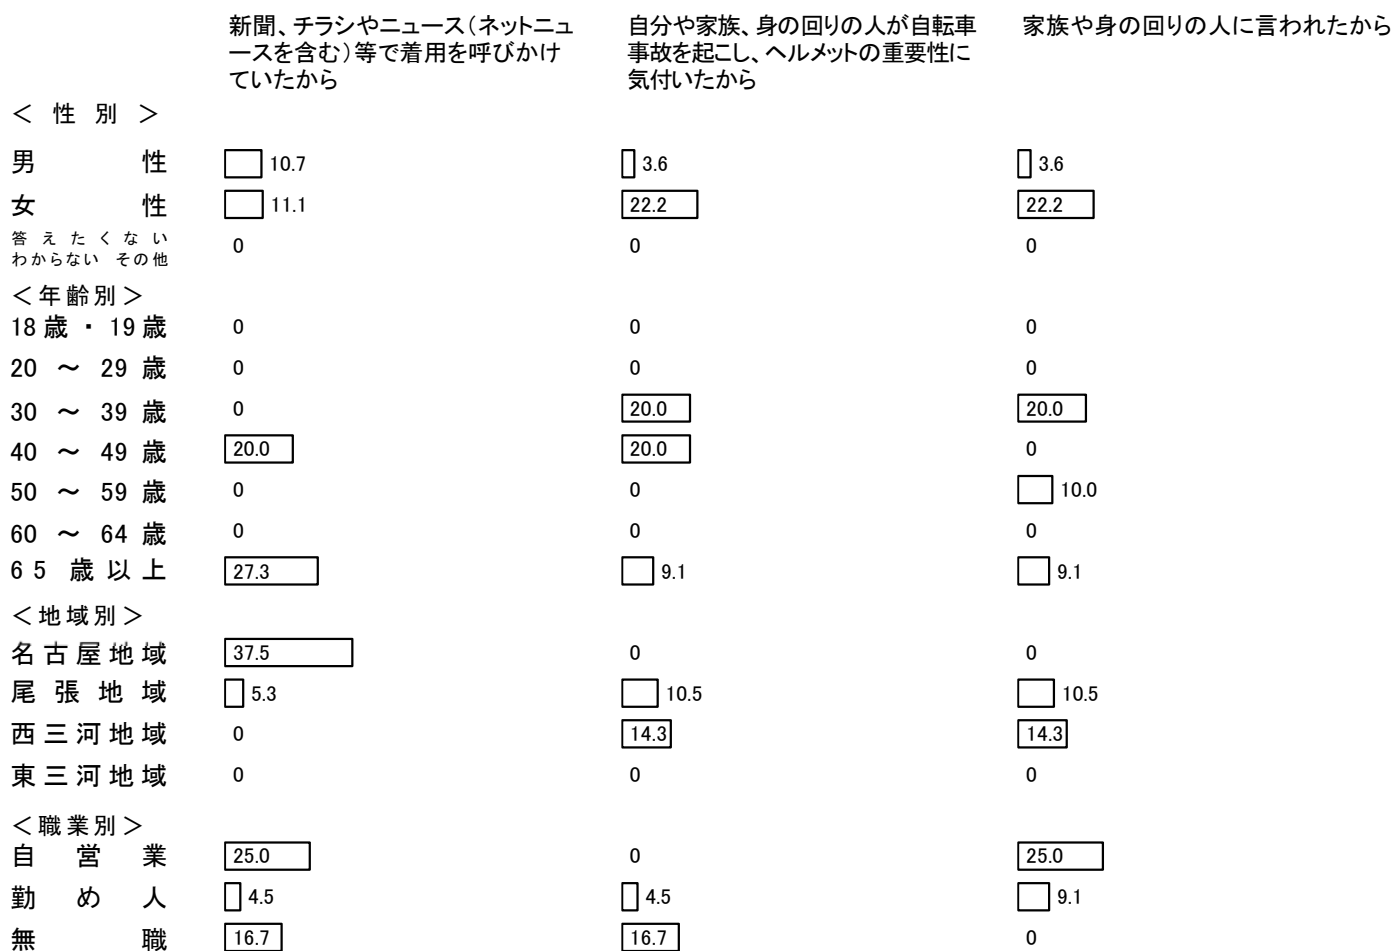 新聞、チラシやニュース（ネットニュ
ースを含む）等で着用を呼びかけ
ていたから
自分や家族、身の回りの人が自転車
事故を起こし、ヘルメットの重要性に
気付いたから
家族や身の回りの人に言われたから
＜性別＞
男性 10.7 3.6 3.6
女性 11.1 22.2 22.2
答えたくない
わからない その他 0 0 0
＜年齢別＞
18歳・19歳 0 0 0
20～29歳 0 0 0
30～39歳 0 20.0 20.0
40～49歳 20.0 20.0 0
50～59歳 0 0 10.0
60～64歳 0 0 0
65歳以上 27.3 9.1 9.1
＜地域別＞
名古屋地域 37.5 0 0
尾張地域 5.3 10.5 10.5
西三河地域 0 14.3 14.3
東三河地域 0 0 0
＜職業別＞
自営業 25.0 0 25.0
勤め人 4.5 4.5 9.1
無職 16.7 16.7 0